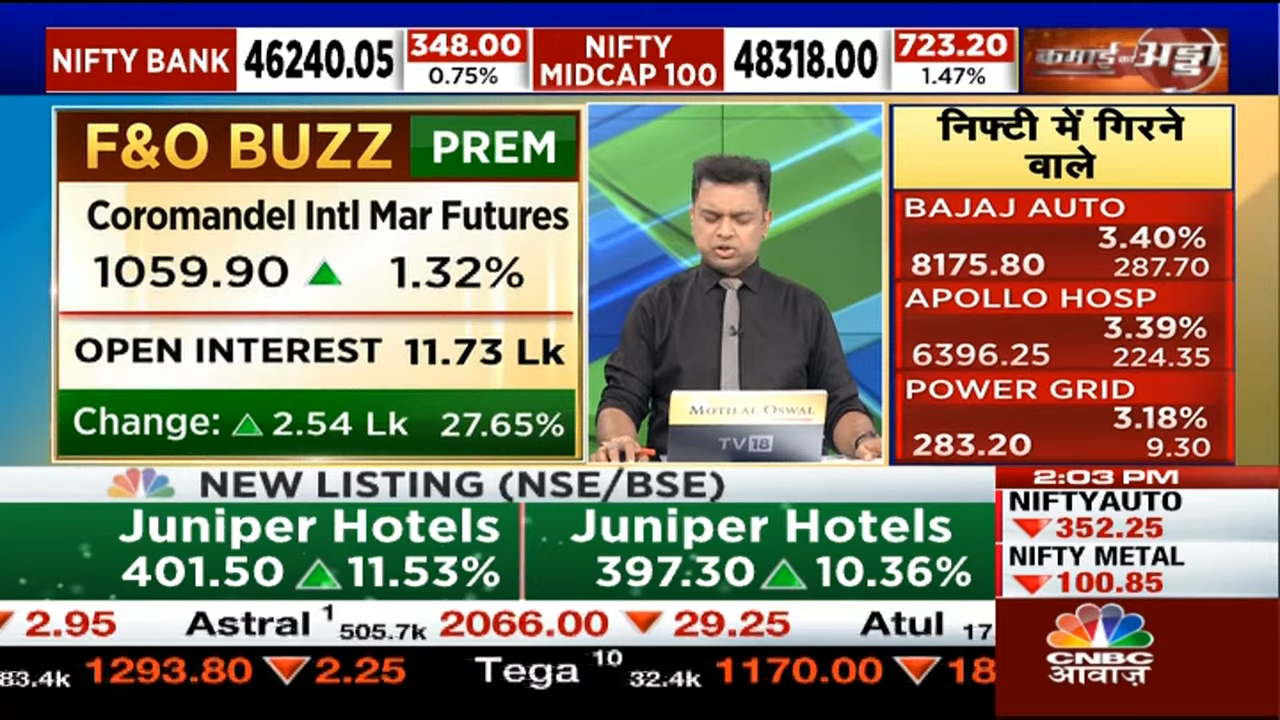 NIFTY BANK
46240.05
348.00
0.75%
NIFTY
MIDCAP 100
48318.00
723.20
1.47%
कमाई का अड्डा
F&O BUZZ
PREM
Coromandel Intl Mar Futures
1059.90 ▲ 1.32%
OPEN INTEREST 11.73 Lk
Change: ▲ 2.54 Lk 27.65%
MOTILAL OSWAL
TV18
निफ्टी में गिरने
वाले
BAJAJ AUTO
3.40%
8175.80 287.70
APOLLO HOSP
3.39%
6396.25 224.35
POWER GRID
3.18%
283.20 9.30
NEW LISTING (NSE/BSE)
Juniper Hotels
401.50 ▲ 11.53%
Juniper Hotels
397.30 ▲ 10.36%
2:03 PM
NIFTYAUTO
▼ 352.25
NIFTY METAL
▼ 100.85
▼ 2.95 Astral 1 505.7k 2066.00 ▼ 29.25 Atul 17
83.4k 1293.80 ▼ 2.25 Tega 10 32.4k 1170.00 ▼ 18
CNBC
आवाज़